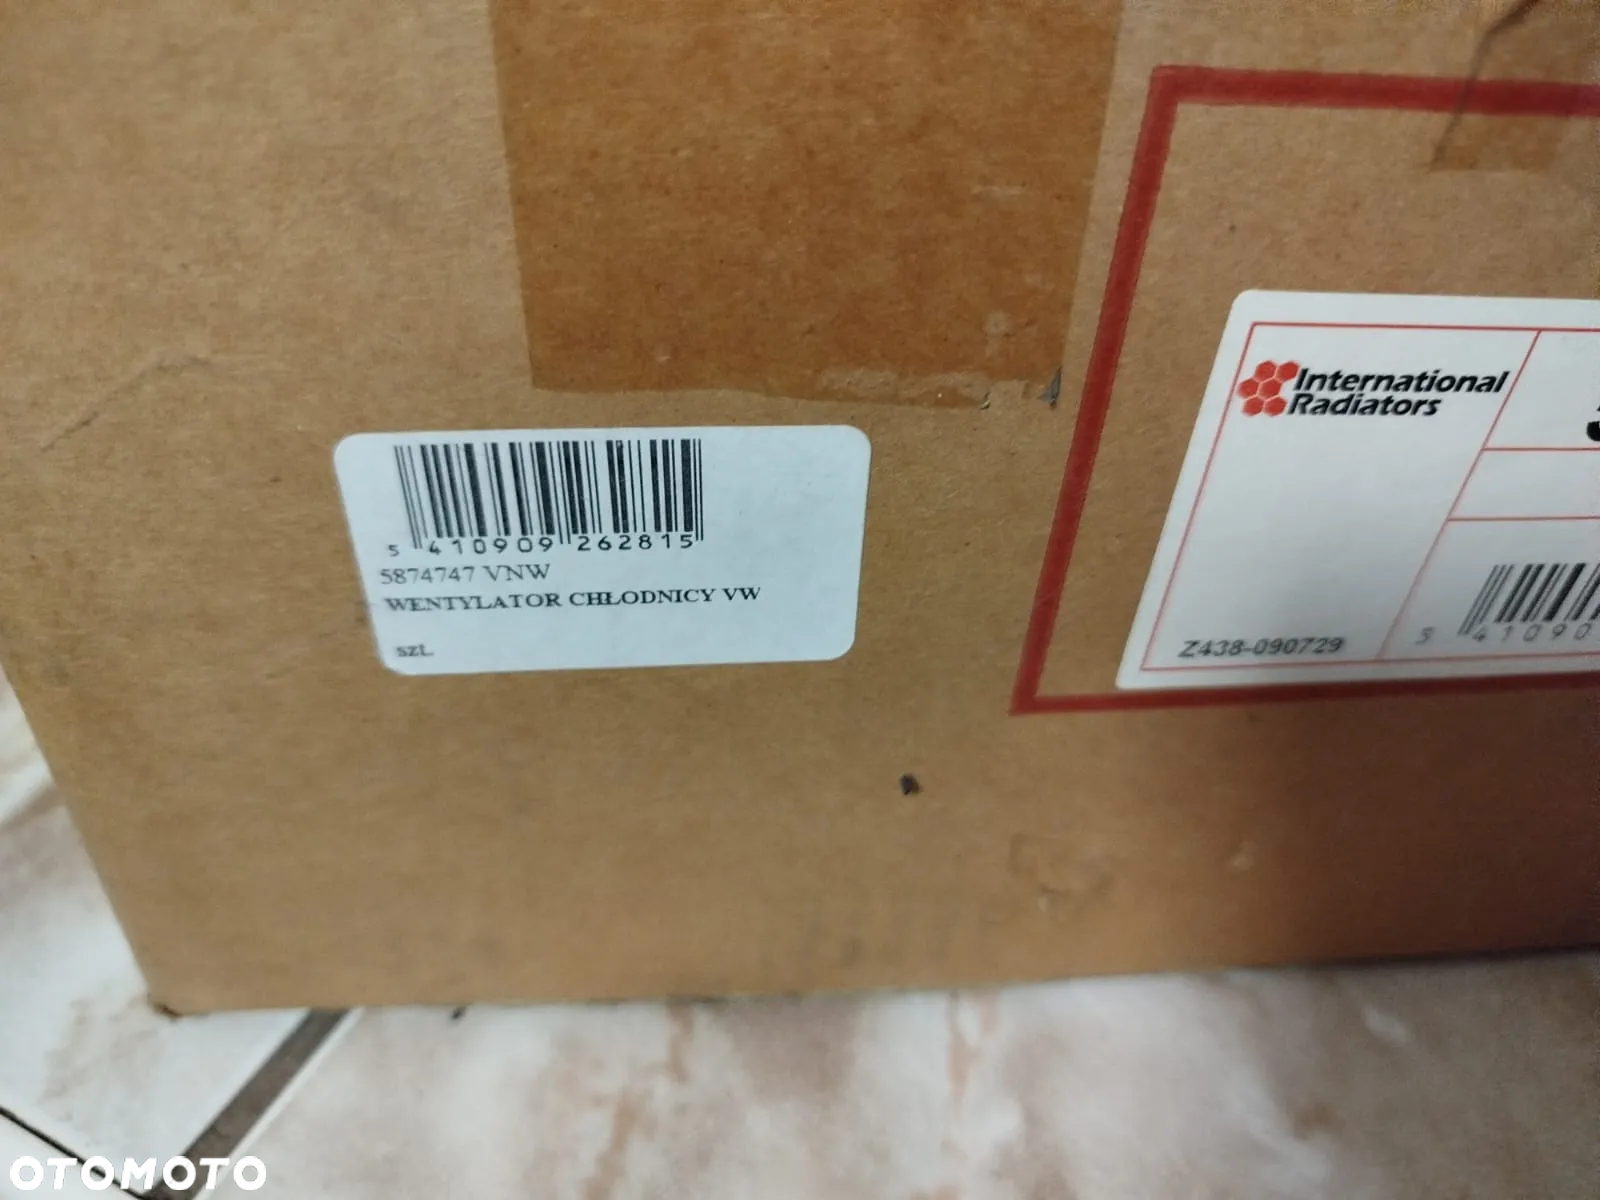 5 410909 262815
5874747 VNW
WENTYLATOR CHŁODNICY VW
szt.
International
Radiators
Z438-090729
5 41090
OTOMOTO